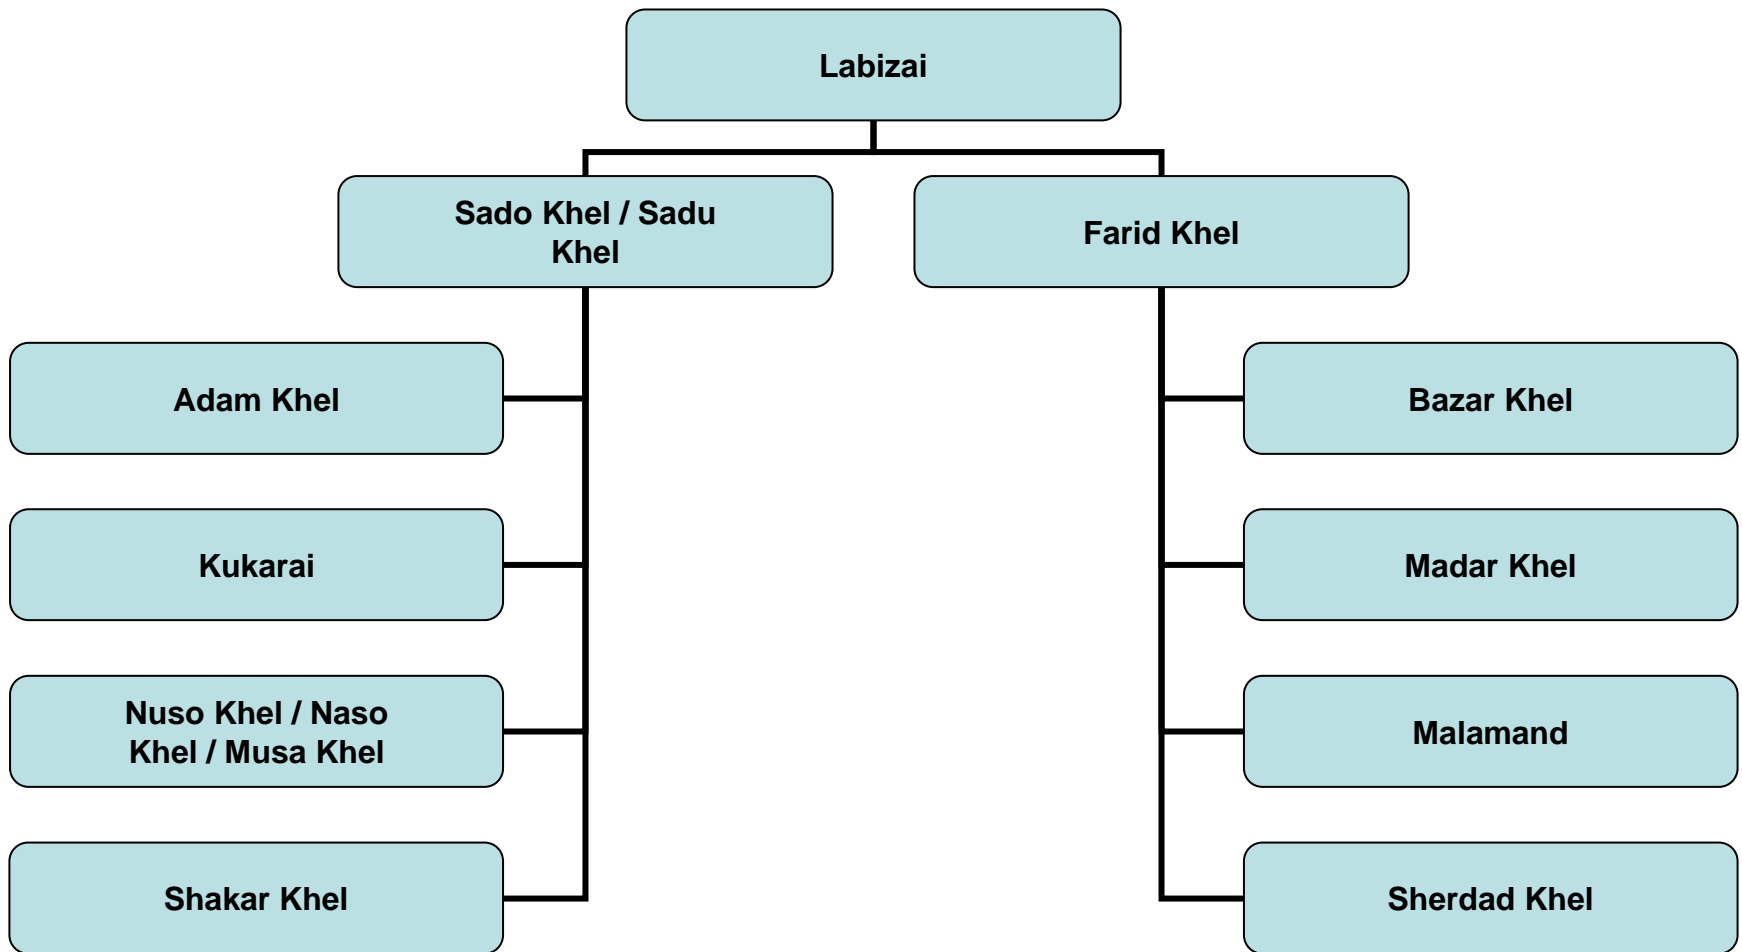 Labizai
Sado Khel / Sadu
Khel
Farid Khel
Adam Khel
Kukarai
Nuso Khel / Naso
Khel / Musa Khel
Shakar Khel
Bazar Khel
Madar Khel
Malamand
Sherdad Khel